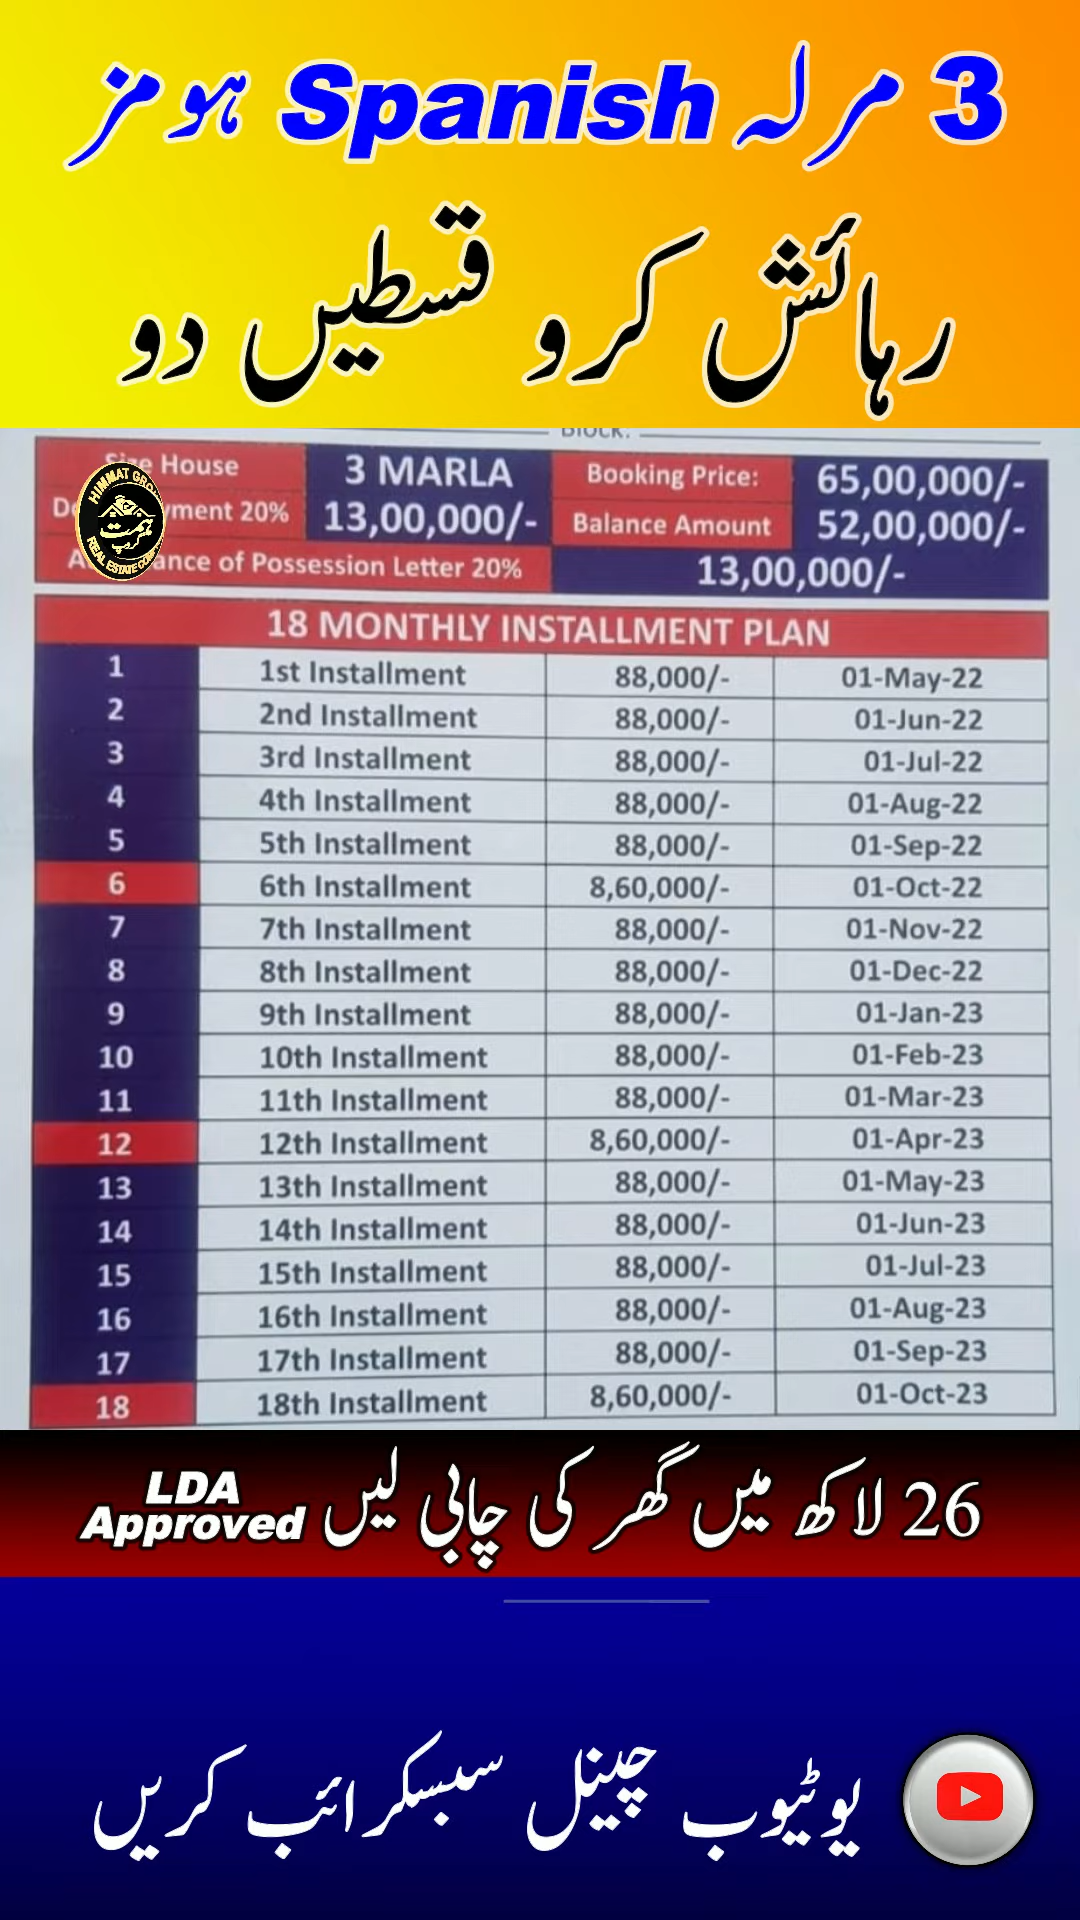 3 مرلہ Spanish ہومز
رہائش کرو قسطیں دو
Block:
Size House 3 MARLA Booking Price: 65,00,000/-
Payment 20% 13,00,000/- Balance Amount 52,00,000/-
of Possession Letter 20% 13,00,000/-
HIMMAT GRO
ہمت گروپ
REAL ESTATE CON
18 MONTHLY INSTALLMENT PLAN
1 1st Installment 88,000/- 01-May-22
2 2nd Installment 88,000/- 01-Jun-22
3 3rd Installment 88,000/- 01-Jul-22
4 4th Installment 88,000/- 01-Aug-22
5 5th Installment 88,000/- 01-Sep-22
6 6th Installment 8,60,000/- 01-Oct-22
7 7th Installment 88,000/- 01-Nov-22
8 8th Installment 88,000/- 01-Dec-22
9 9th Installment 88,000/- 01-Jan-23
10 10th Installment 88,000/- 01-Feb-23
11 11th Installment 88,000/- 01-Mar-23
12 12th Installment 8,60,000/- 01-Apr-23
13 13th Installment 88,000/- 01-May-23
14 14th Installment 88,000/- 01-Jun-23
15 15th Installment 88,000/- 01-Jul-23
16 16th Installment 88,000/- 01-Aug-23
17 17th Installment 88,000/- 01-Sep-23
18 18th Installment 8,60,000/- 01-Oct-23
26 لاکھ میں گھر کی چابی لیں LDA Approved
یوٹیوب چینل سبسکرائب کریں